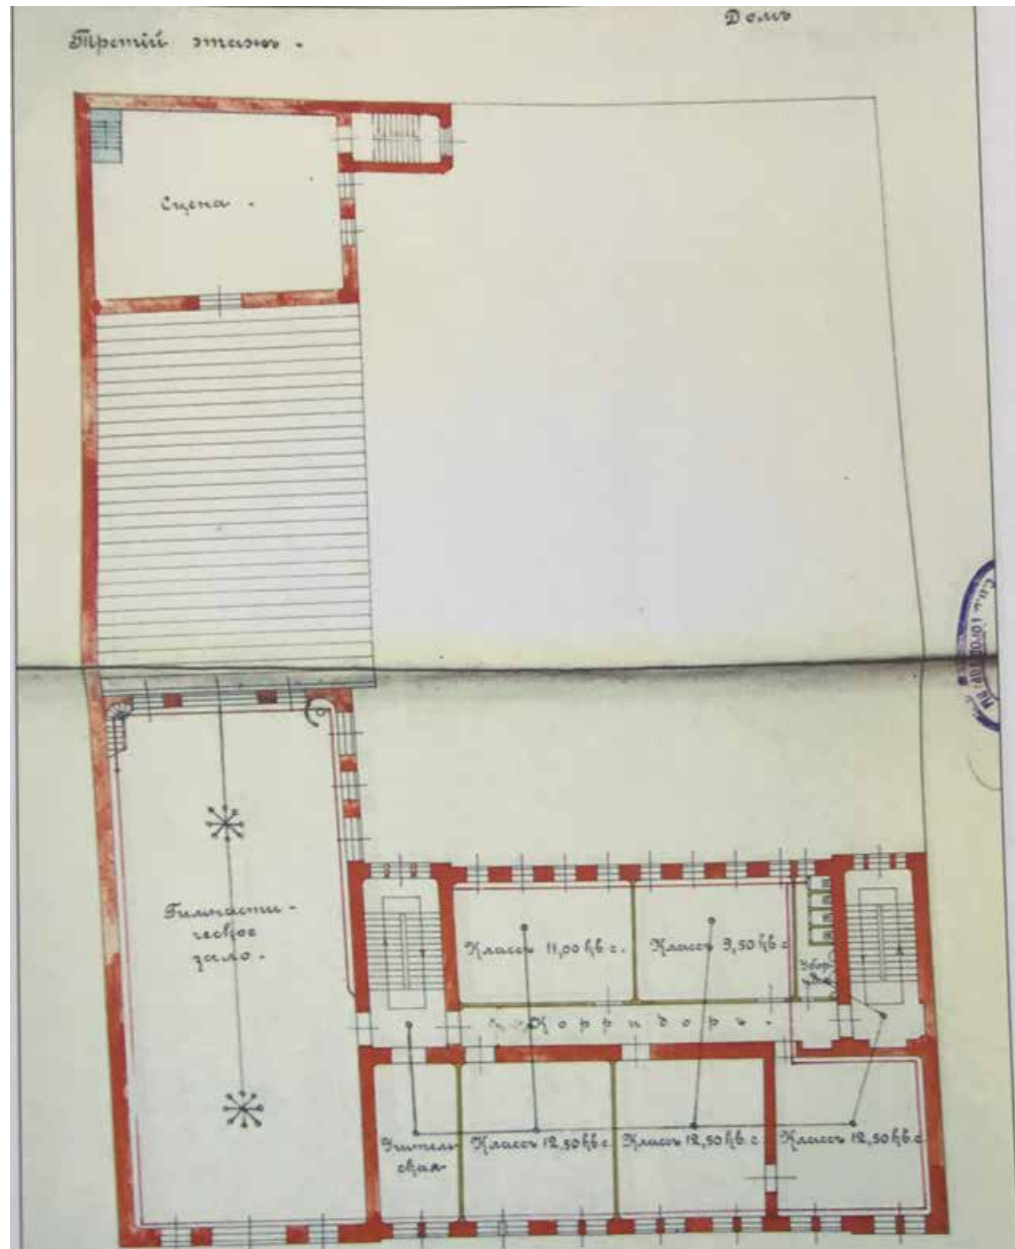 Домъ
Третій этажъ.
Сцена.
Гимнасти-
ческое
зало.
Классъ 11,00 кв. с.
Классъ 9,50 кв. с
Убор-
ная
Корридоръ.
Учитель-
ская
Классъ 12,50 кв. с.
Классъ 12,50 кв. с.
Классъ 12,50 кв. с.